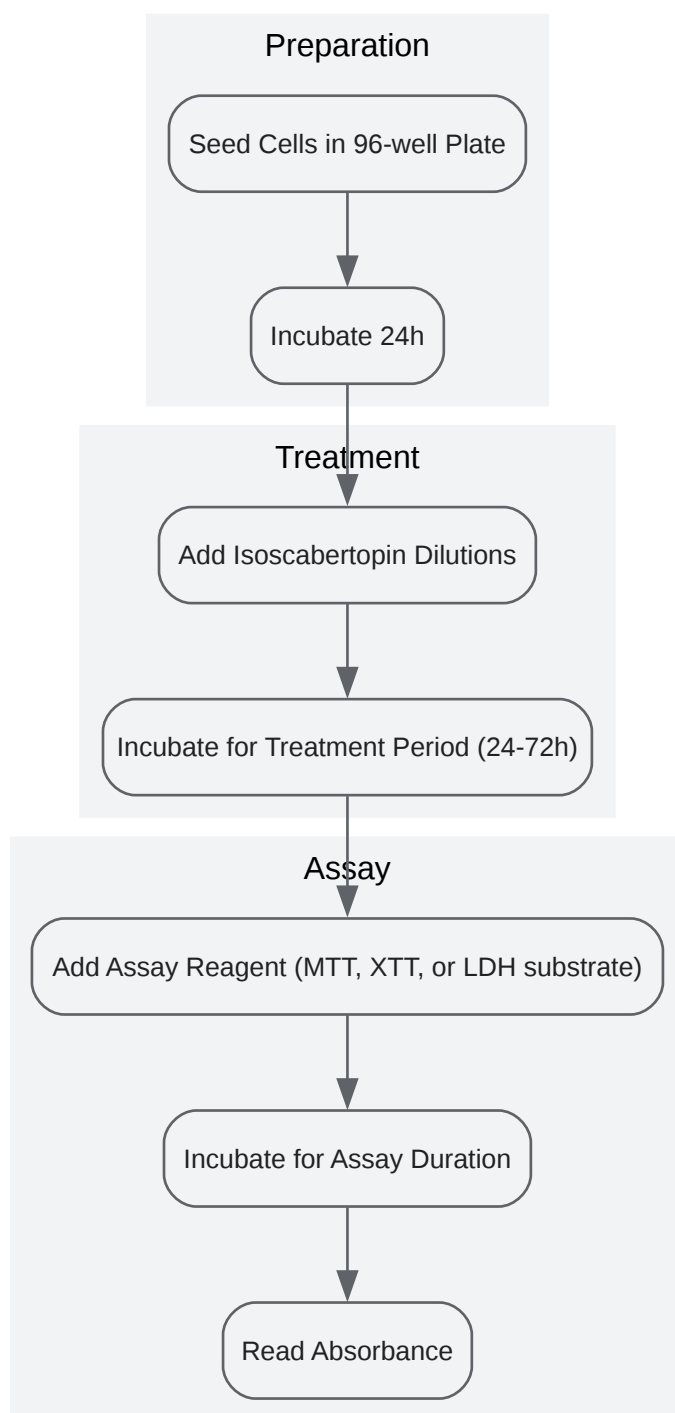 Preparation
Seed Cells in 96-well Plate
Incubate 24h
Treatment
Add Isoscabertopin Dilutions
Incubate for Treatment Period (24-72h)
Assay
Add Assay Reagent (MTT, XTT, or LDH substrate)
Incubate for Assay Duration
Read Absorbance